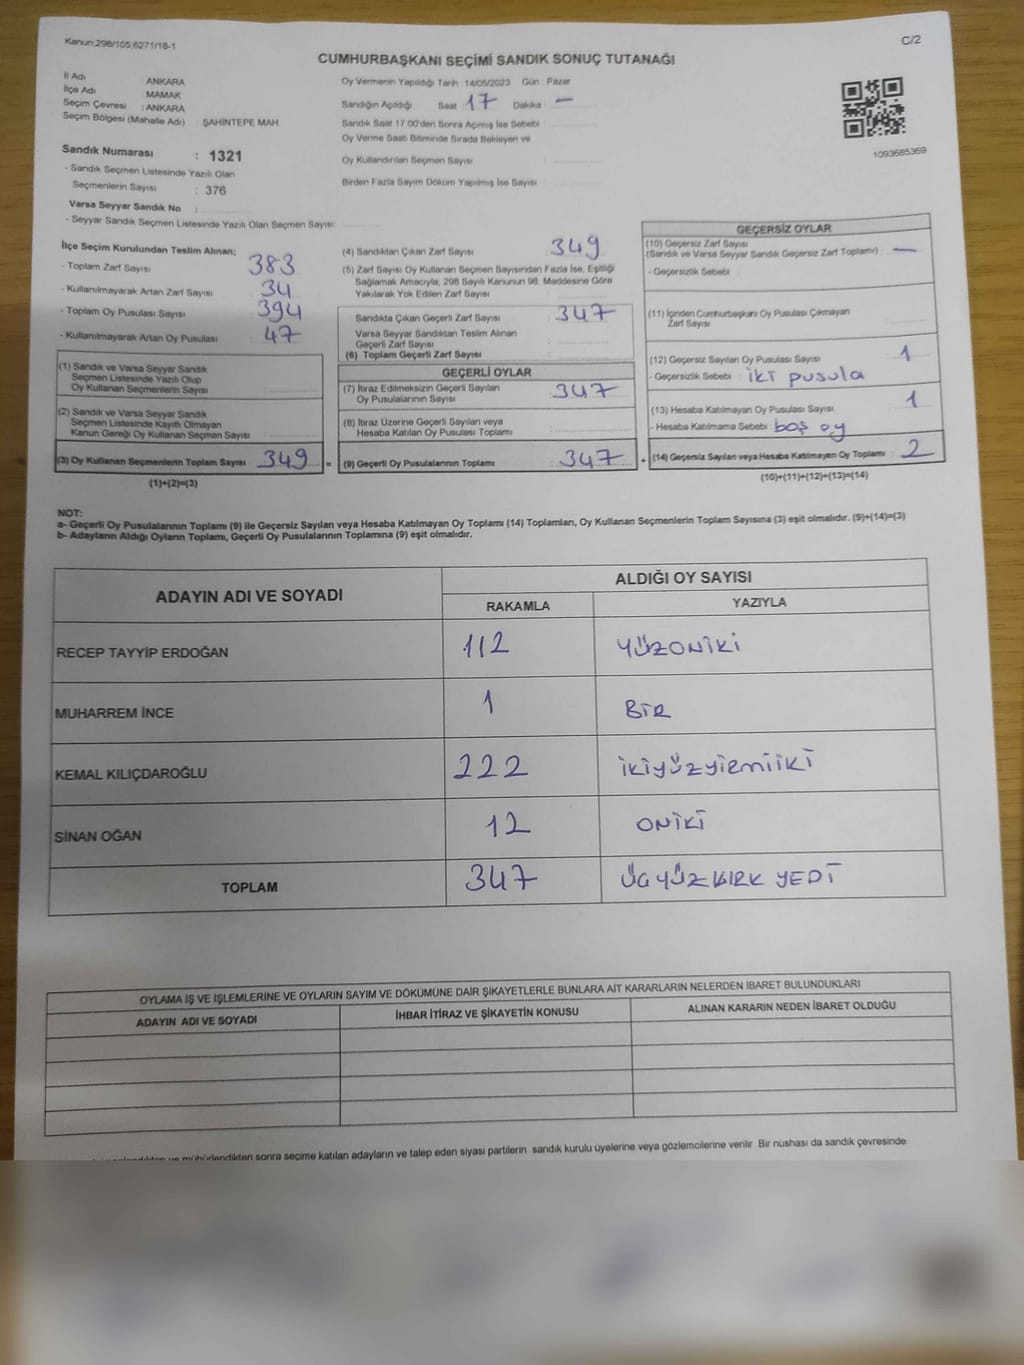 Kanun;298/105;6271/18-1
C/2
CUMHURBAŞKANI SEÇİMİ SANDIK SONUÇ TUTANAĞI
İl Adı ANKARA
İlçe Adı MAMAK
Seçim Çevresi : ANKARA
Seçim Bölgesi (Mahalle Adı) : ŞAHİNTEPE MAH
Sandık Numarası : 1321
- Sandık Seçmen Listesinde Yazılı Olan
Seçmenlerin Sayısı : 376
Varsa Seyyar Sandık No :
- Seyyar Sandık Seçmen Listesinde Yazılı Olan Seçmen Sayısı:
Oy Vermenin Yapıldığı Tarih : 14/05/2023 Gün : Pazar
Sandığın Açıldığı Saat : 17 Dakika : —
Sandık Saat 17.00'den Sonra Açılmış İse Sebebi :
Oy Verme Saati Bitiminde Sırada Bekleyen ve
Oy Kullandırılan Seçmen Sayısı :
Birden Fazla Sayım Döküm Yapılmış İse Sayısı :
1093685369
İlçe Seçim Kurulundan Teslim Alınan;
- Toplam Zarf Sayısı : 383
- Kullanılmayarak Artan Zarf Sayısı : 34
- Toplam Oy Pusulası Sayısı : 394
- Kullanılmayarak Artan Oy Pusulası : 47
(1) Sandık ve Varsa Seyyar Sandık
Seçmen Listesinde Yazılı Olup
Oy Kullanan Seçmenlerin Sayısı :
(2) Sandık ve Varsa Seyyar Sandık
Seçmen Listesinde Kayıtlı Olmayan
Kanun Gereği Oy Kullanan Seçmen Sayısı :
(3) Oy Kullanan Seçmenlerin Toplam Sayısı : 349 =
(1)+(2)=(3)
(4) Sandıktan Çıkan Zarf Sayısı : 349
(5) Zarf Sayısı Oy Kullanan Seçmen Sayısından Fazla İse, Eşitliği
Sağlamak Amacıyla, 298 Sayılı Kanunun 98. Maddesine Göre
Yakılarak Yok Edilen Zarf Sayısı :
Sandıkta Çıkan Geçerli Zarf Sayısı : 347
Varsa Seyyar Sandıktan Teslim Alınan
Geçerli Zarf Sayısı :
(6) Toplam Geçerli Zarf Sayısı :
GEÇERLİ OYLAR
(7) İtiraz Edilmeksizin Geçerli Sayılan
Oy Pusulalarının Sayısı : 347
(8) İtiraz Üzerine Geçerli Sayılan veya
Hesaba Katılan Oy Pusulası Toplamı :
(9) Geçerli Oy Pusulalarının Toplamı : 347 +
GEÇERSİZ OYLAR
(10) Geçersiz Zarf Sayısı
(Sandık ve Varsa Seyyar Sandık Geçersiz Zarf Toplamı) : —
- Geçersizlik Sebebi :
(11) İçinden Cumhurbaşkanı Oy Pusulası Çıkmayan
Zarf Sayısı :
(12) Geçersiz Sayılan Oy Pusulası Sayısı : 1
- Geçersizlik Sebebi : iki pusula
(13) Hesaba Katılmayan Oy Pusulası Sayısı : 1
- Hesaba Katılmama Sebebi : boş oy
(14) Geçersiz Sayılan veya Hesaba Katılmayan Oy Toplamı : 2
(10)+(11)+(12)+(13)=(14)
NOT:
a- Geçerli Oy Pusulalarının Toplamı (9) ile Geçersiz Sayılan veya Hesaba Katılmayan Oy Toplamı (14) Toplamları, Oy Kullanan Seçmenlerin Toplam Sayısına (3) eşit olmalıdır. (9)+(14)=(3)
b- Adayların Aldığı Oyların Toplamı, Geçerli Oy Pusulalarının Toplamına (9) eşit olmalıdır.
ADAYIN ADI VE SOYADI ALDIĞI OY SAYISI
RAKAMLA YAZIYLA
RECEP TAYYİP ERDOĞAN 112 YÜZONİKİ
MUHARREM İNCE 1 BİR
KEMAL KILIÇDAROĞLU 222 İKİYÜZYİRMİİKİ
SİNAN OĞAN 12 ONİKİ
TOPLAM 347 ÜÇYÜZKIRK YEDİ
OYLAMA İŞ VE İŞLEMLERİNE VE OYLARIN SAYIM VE DÖKÜMÜNE DAİR ŞİKAYETLERLE BUNLARA AİT KARARLARIN NELERDEN İBARET BULUNDUKLARI
ADAYIN ADI VE SOYADI İHBAR İTİRAZ VE ŞİKAYETİN KONUSU ALINAN KARARIN NEDEN İBARET OLDUĞU
mühürlendikten sonra seçime katılan adayların ve talep eden siyasi partilerin sandık kurulu üyelerine veya gözlemcilerine verilir Bir nüshası da sandık çevresinde